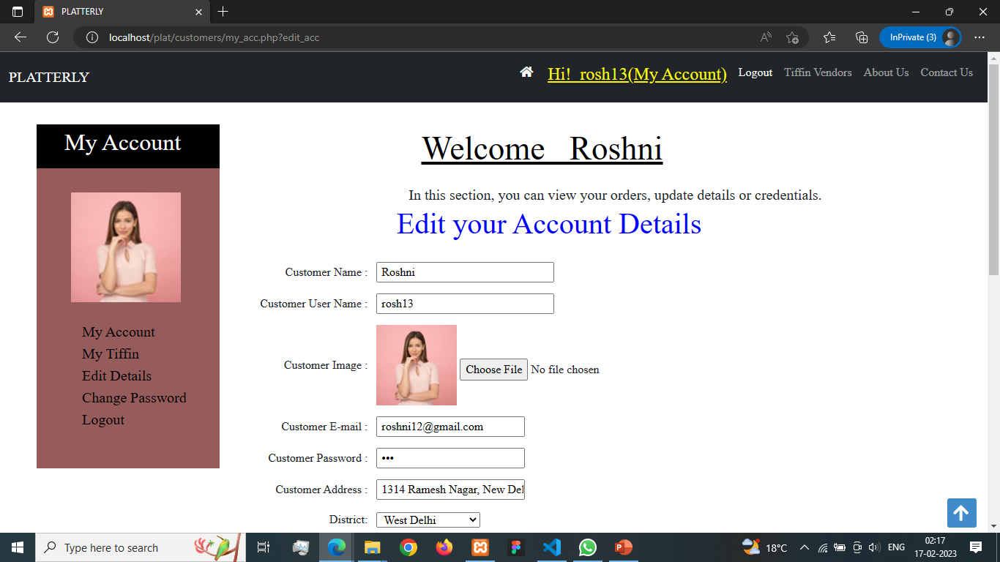 PLATTERLY
localhost/plat/customers/my_acc.php?edit_acc
InPrivate (3)
PLATTERLY
Hi! rosh13(My Account)
Logout
Tiffin Vendors
About Us
Contact Us
My Account
My Account
My Tiffin
Edit Details
Change Password
Logout
Welcome Roshni
In this section, you can view your orders, update details or credentials.
Edit your Account Details
Customer Name : Roshni
Customer User Name : rosh13
Customer Image : Choose File No file chosen
Customer E-mail : roshni12@gmail.com
Customer Password : •••
Customer Address : 1314 Ramesh Nagar, New Del
District: West Delhi
Type here to search
18°C
ENG
02:17
17-02-2023